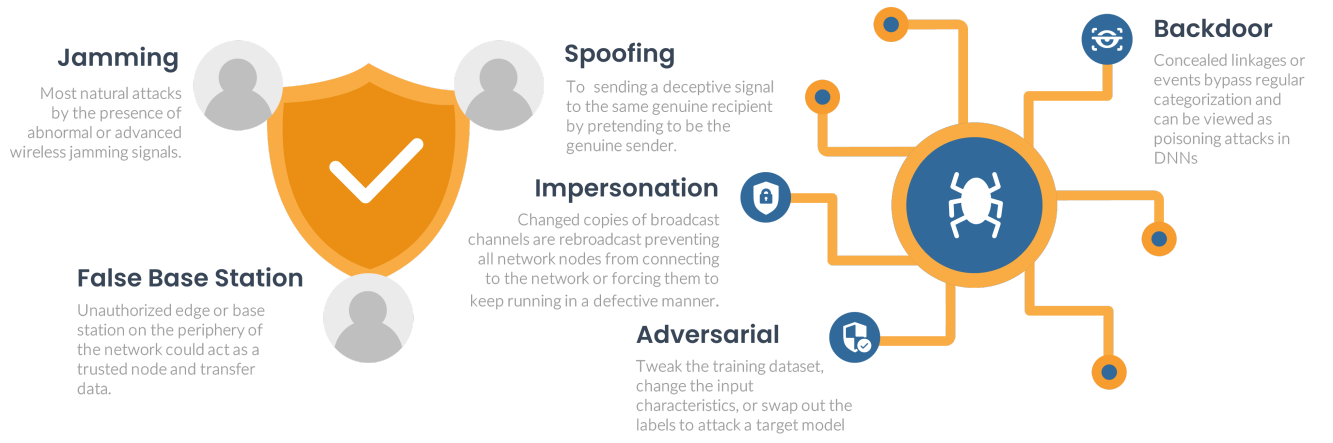 Jamming
Most natural attacks
by the presence of
abnormal or advanced
wireless jamming signals.
Spoofing
To sending a deceptive signal
to the same genuine recipient
by pretending to be the
genuine sender.
False Base Station
Unauthorized edge or base
station on the periphery of
the network could act as a
trusted node and transfer
data.
Impersonation
Changed copies of broadcast
channels are rebroadcast preventing
all network nodes from connecting
to the network or forcing them to
keep running in a defective manner.
Adversarial
Tweak the training dataset,
change the input
characteristics, or swap out the
labels to attack a target model
Backdoor
Concealed linkages or
events bypass regular
categorization and
can be viewed as
poisoning attacks in
DNNs